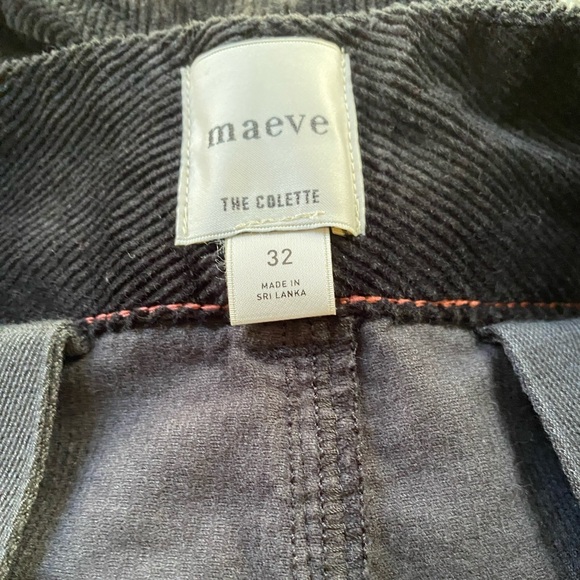 maeve
THE COLETTE
32
MADE IN
SRI LANKA